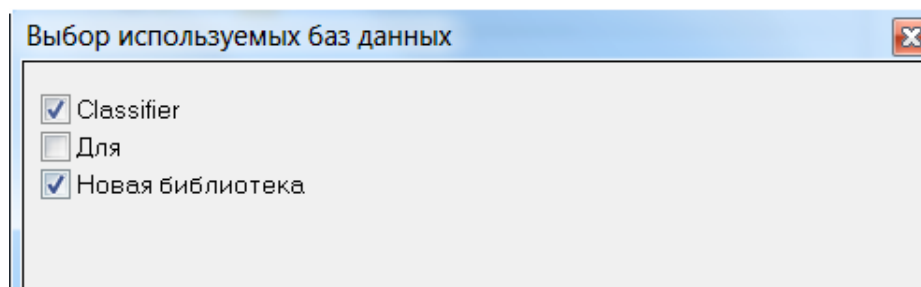 Выбор используемых баз данных
Classifier
Для
Новая библиотека